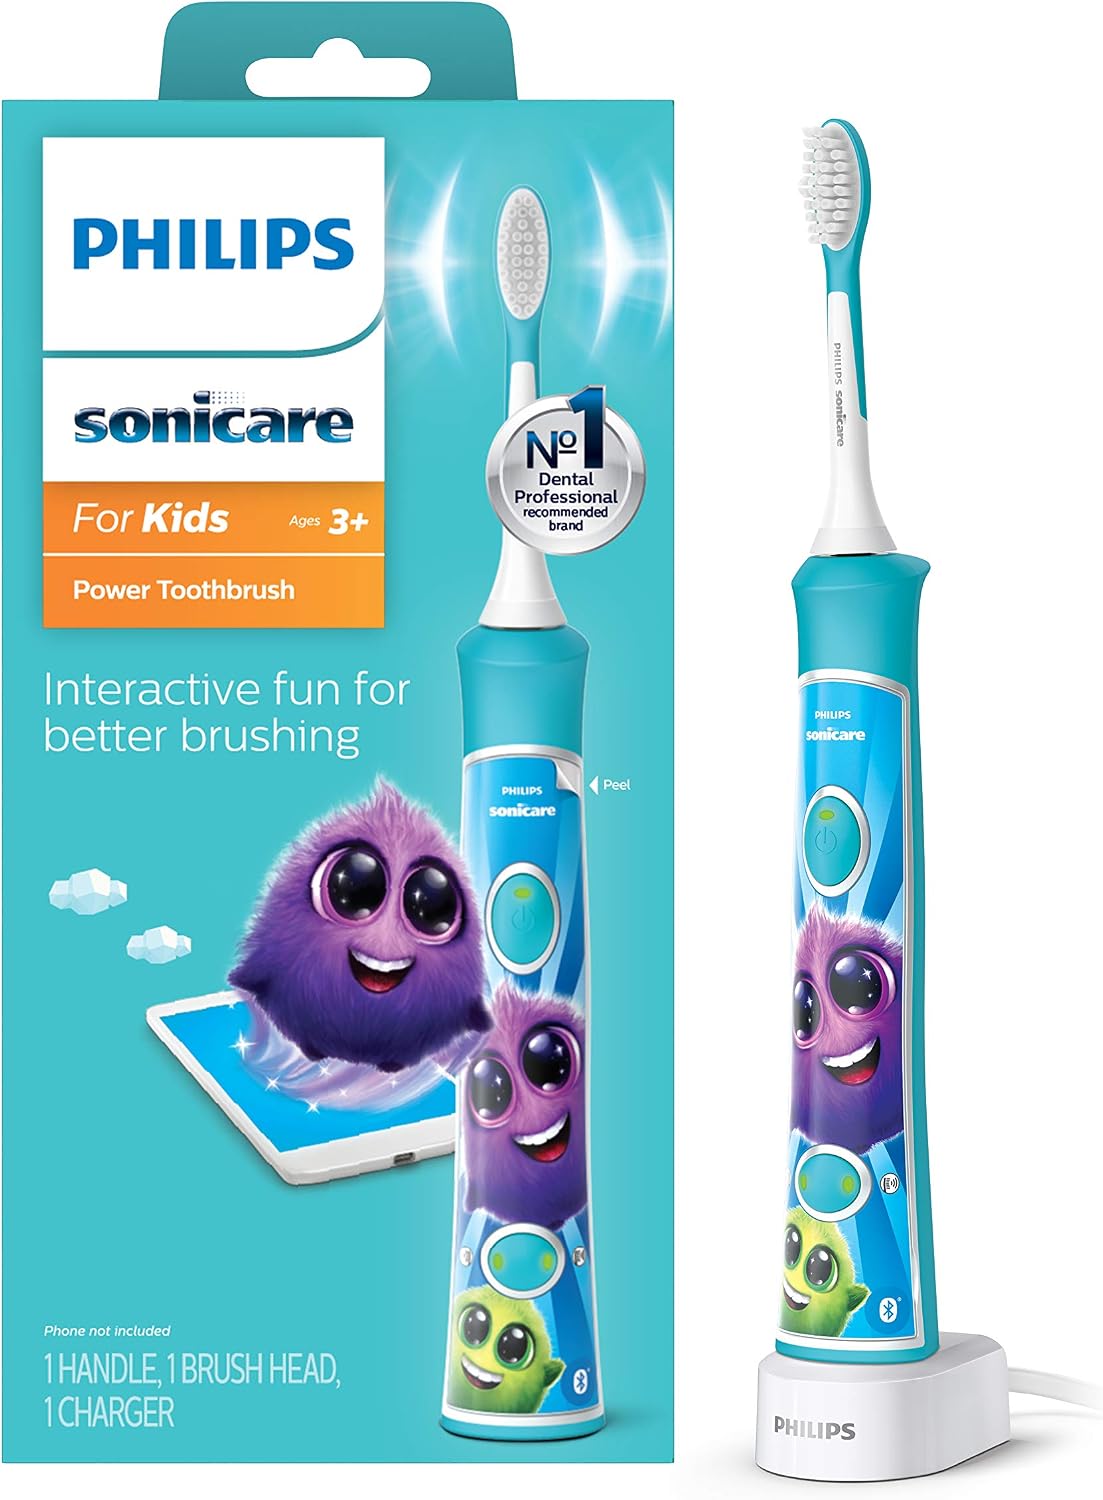 PHILIPS
sonicare
For Kids Ages 3+
Power Toothbrush
Nº1
Dental
Professional
recommended
brand
Interactive fun for
better brushing
Peel
PHILIPS
sonicare
Phone not included
1 HANDLE, 1 BRUSH HEAD,
1 CHARGER
PHILIPS sonicare
PHILIPS
sonicare
PHILIPS